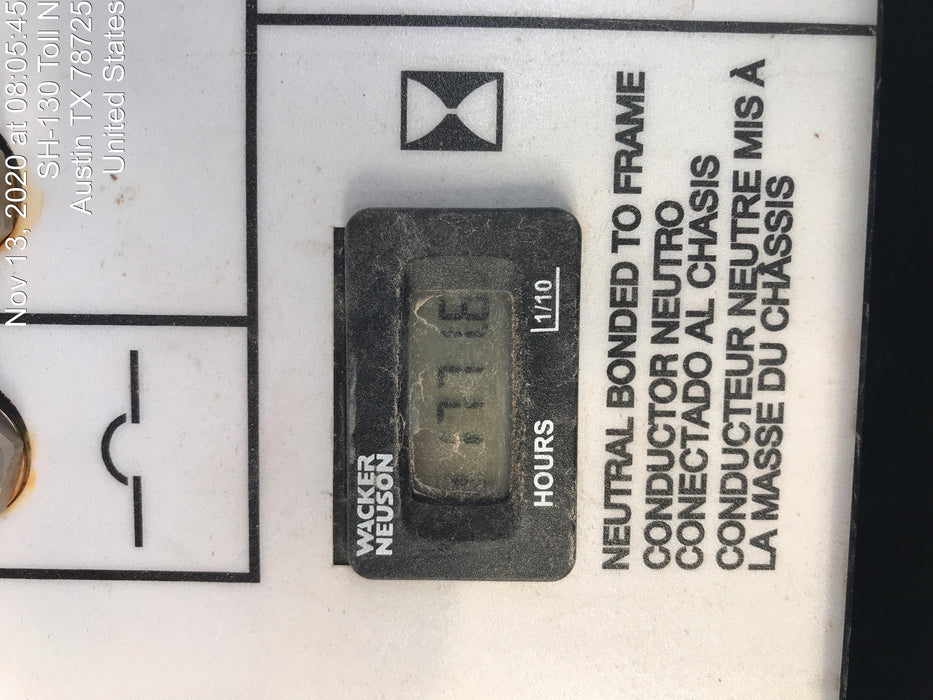 Nov 13, 2020 at 08:05:45
SH-130 Toll N
Austin TX 78725
United States
WACKER
NEUSON
HOURS
1/10
NEUTRAL BONDED TO FRAME
CONDUCTOR NEUTRO
CONECTADO AL CHASIS
CONDUCTEUR NEUTRE MIS À
LA MASSE DU CHÂSSIS